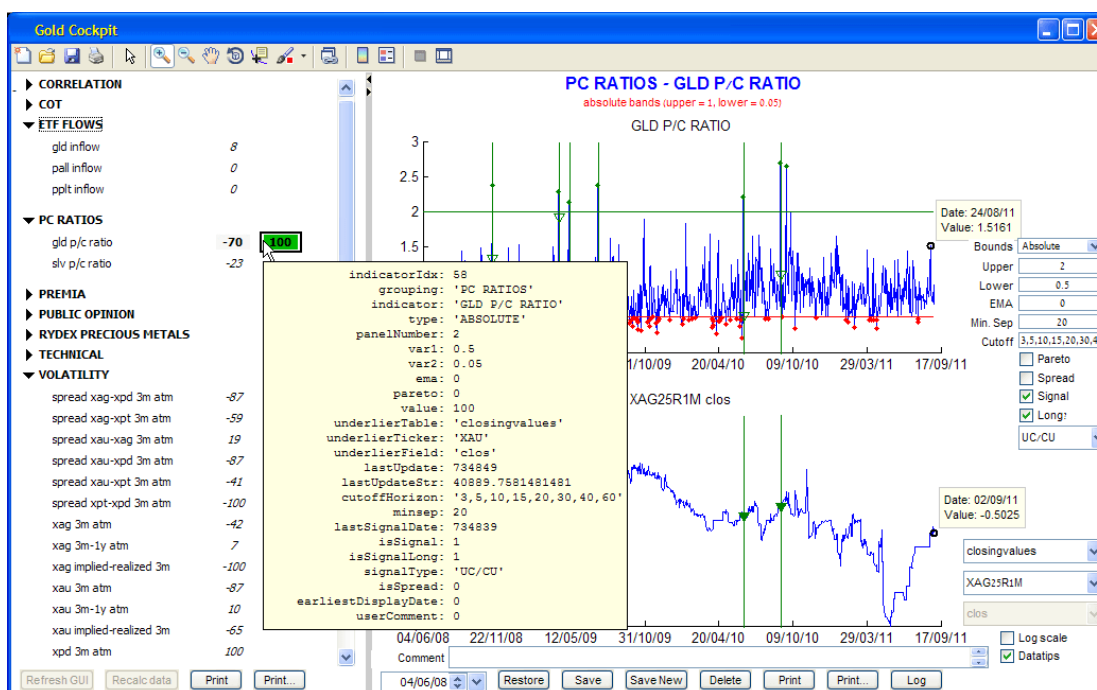 Gold Cockpit
CORRELATION
COT
ETF FLOWS
gld inflow 8
pall inflow 0
pplt inflow 0
PC RATIOS
gld p/c ratio -70 100
slv p/c ratio -23
PREMIA
PUBLIC OPINION
RYDEX PRECIOUS METALS
TECHNICAL
VOLATILITY
spread xag-xpd 3m atm -87
spread xag-xpt 3m atm -59
spread xau-xag 3m atm 19
spread xau-xpd 3m atm -87
spread xau-xpt 3m atm -41
spread xpt-xpd 3m atm -100
xag 3m atm -42
xag 3m-1y atm 7
xag implied-realized 3m -100
xau 3m atm -87
xau 3m-1y atm 10
xau implied-realized 3m -65
xpd 3m atm 100
Refresh GUI Recalc data Print Print...
indicatorIdx: 58
grouping: 'PC RATIOS'
indicator: 'GLD P/C RATIO'
type: 'ABSOLUTE'
panelNumber: 2
var1: 0.5
var2: 0.05
ema: 0
pareto: 0
value: 100
underlierTable: 'closingvalues'
underlierTicker: 'XAU'
underlierField: 'clos'
lastUpdate: 734849
lastUpdateStr: 40889.7581481481
cutoffHorizon: '3,5,10,15,20,30,40,60'
minsep: 20
lastSignalDate: 734839
isSignal: 1
isSignalLong: 1
signalType: 'UC/CU'
isSpread: 0
earliestDisplayDate: 0
userComment: 0
PC RATIOS - GLD P/C RATIO
absolute bands (upper = 1, lower = 0.05)
GLD P/C RATIO
3
2.5
2
1.5
Date: 24/08/11
Value: 1.5161
Bounds Absolute
Upper 2
Lower 0.5
EMA 0
Min. Sep 20
Cutoff 3,5,10,15,20,30,4
Pareto
Spread
Signal
Long?
UC/CU
1/10/09 20/04/10 09/10/10 29/03/11 17/09/11
XAG25R1M clos
Date: 02/09/11
Value: -0.5025
closingvalues
XAG25R1M
clos
04/06/08 22/11/08 12/05/09 31/10/09 20/04/10 09/10/10 29/03/11 17/09/11
Log scale
Datatips
Comment
04/06/08 Restore Save Save New Delete Print Print... Log